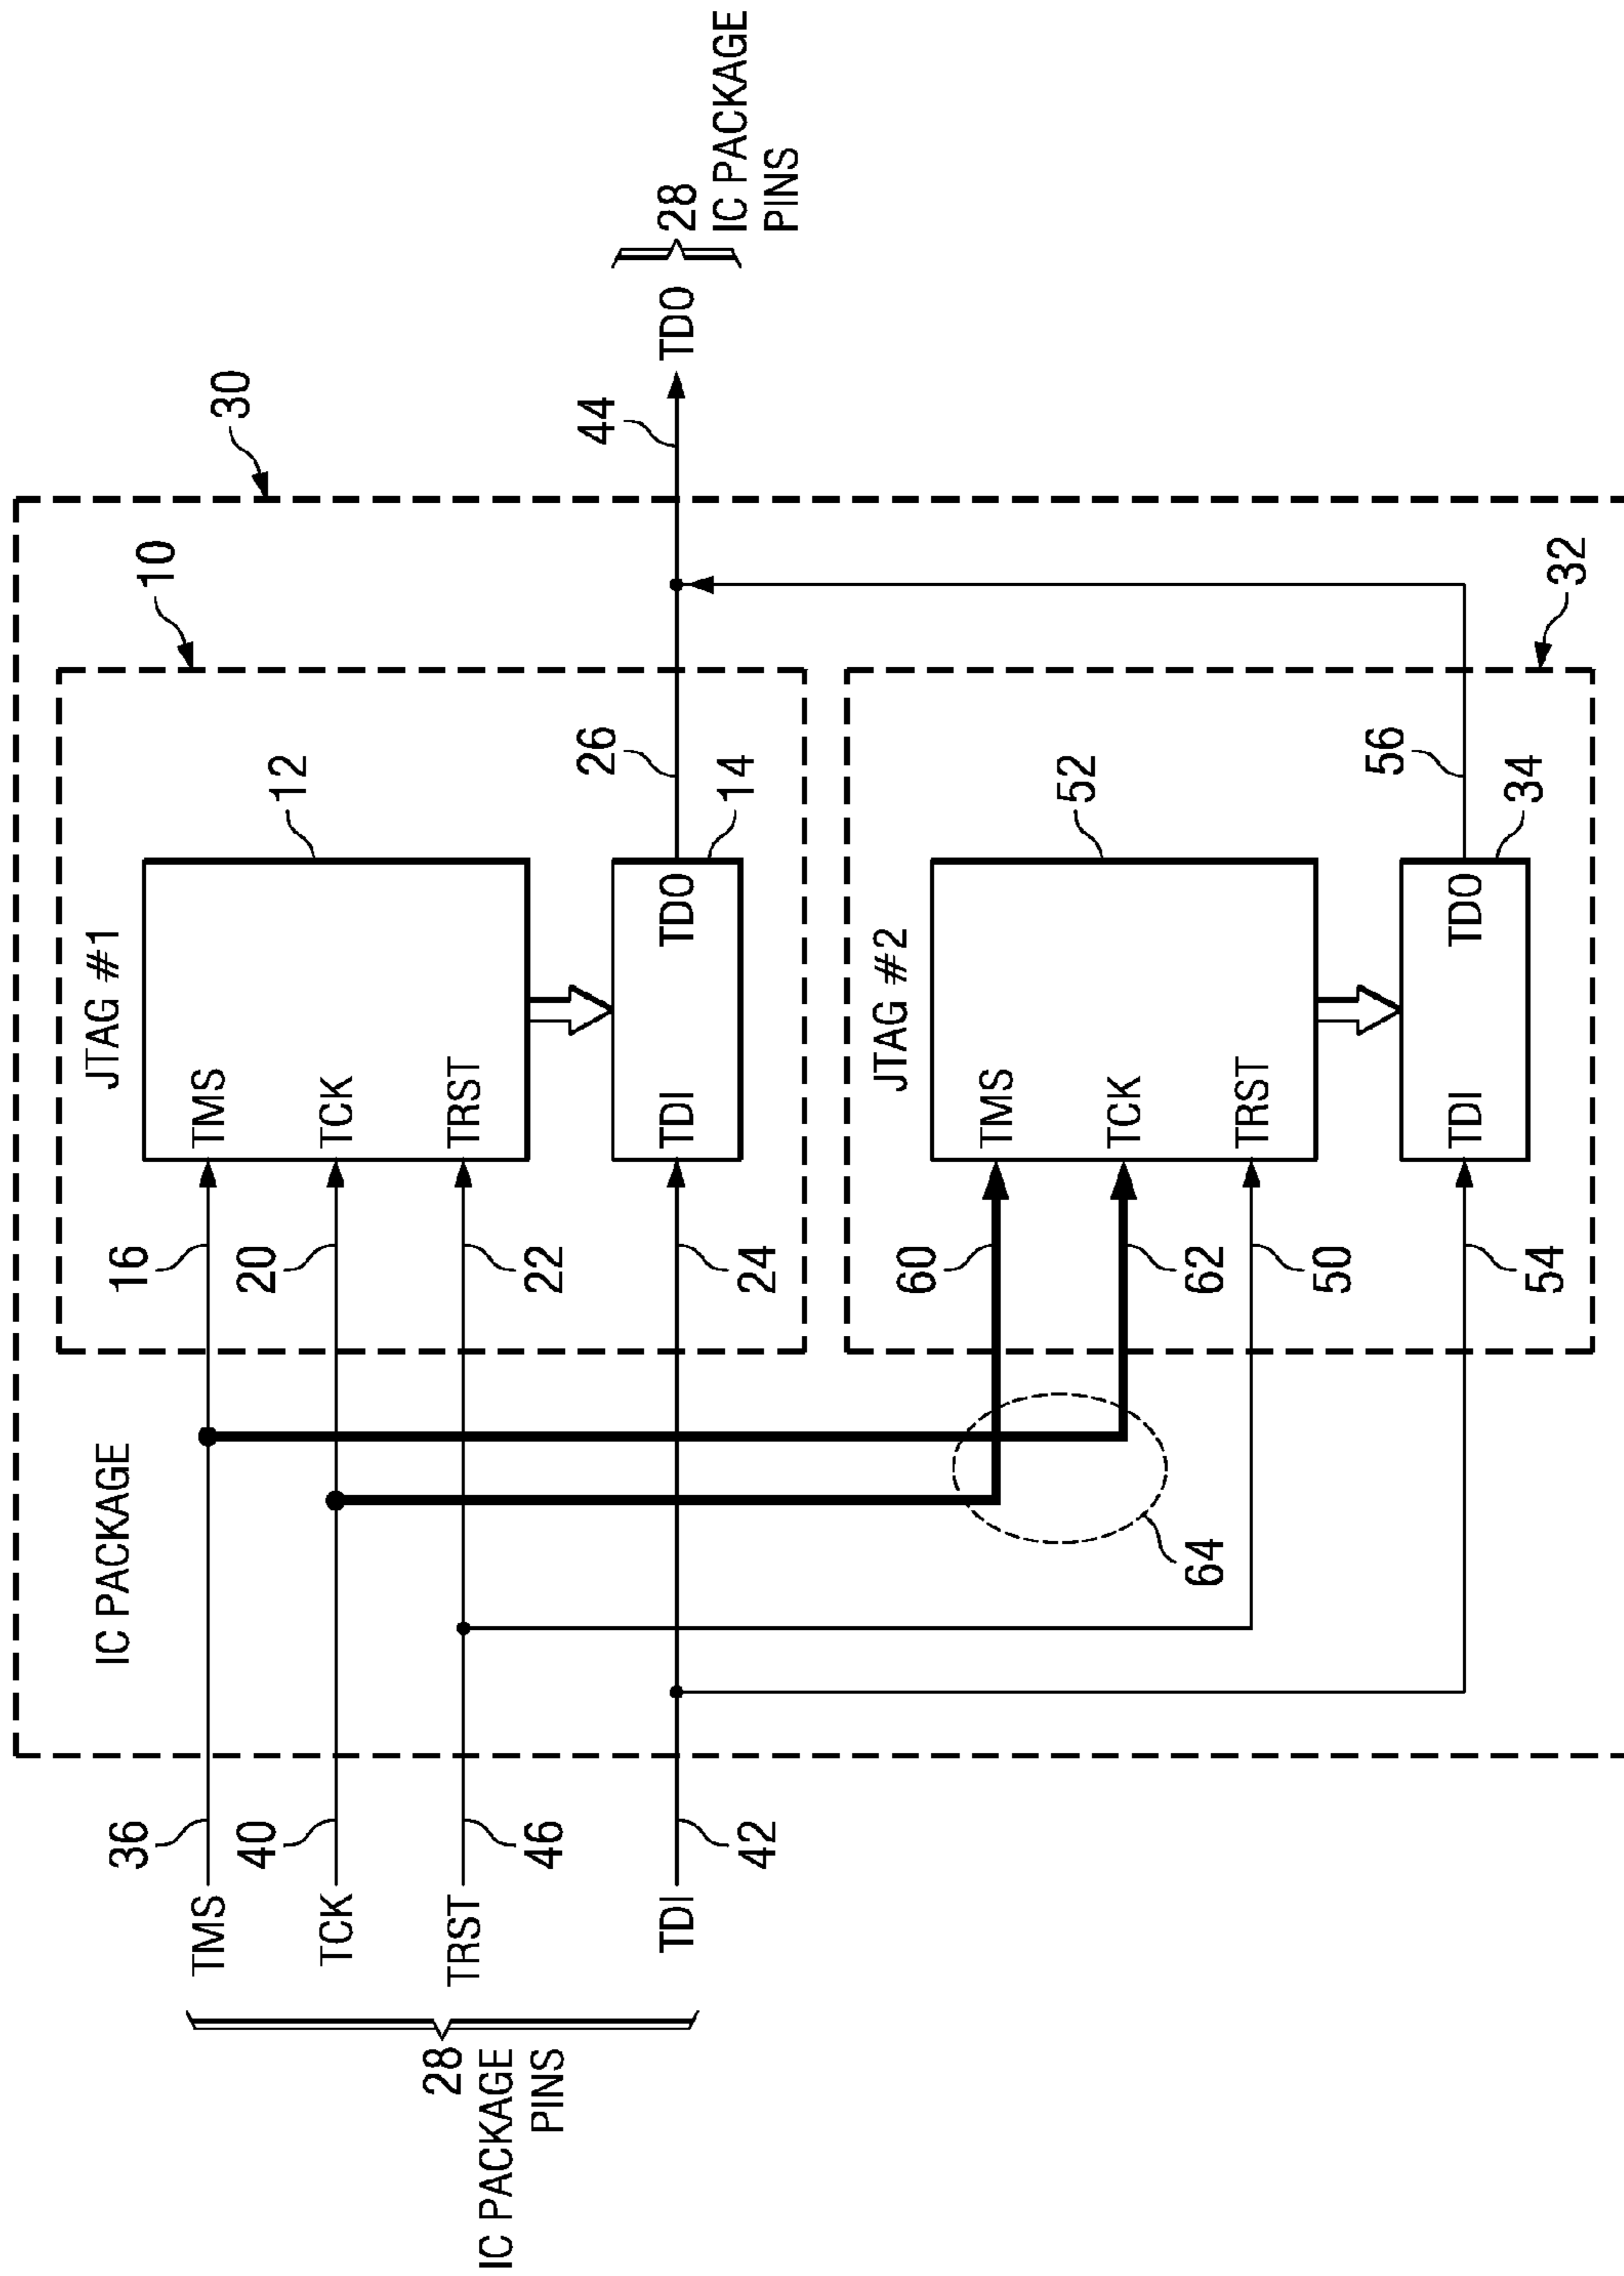 30
10
IC PACKAGE
JTAG #1
12
36
16
TMS
TMS
40
20
TCK
TCK
46
22
TRST
TRST
28
IC PACKAGE
PINS
26
44
TDI
TDI
TDO
TDO
28
IC PACKAGE
PINS
42
24
14
JTAG #2
52
60
TMS
62
TCK
64
50
TRST
56
TDI
TDO
54
34
32